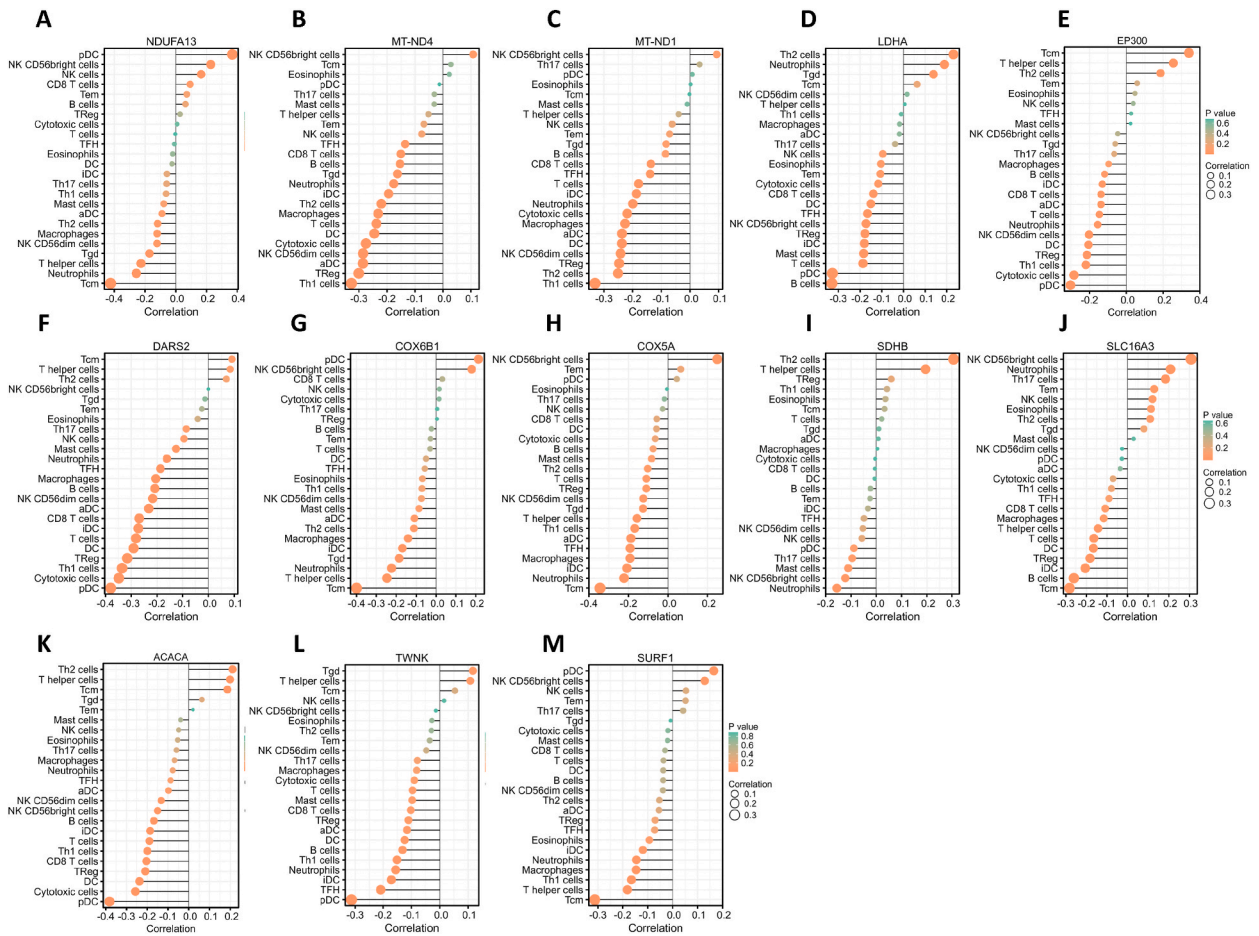 A
NDUFA13
pDC
NK CD56bright cells
NK cells
CD8 T cells
Tem
B cells
TReg
Cytotoxic cells
T cells
TFH
Eosinophils
DC
iDC
Th17 cells
Th1 cells
Mast cells
aDC
Th2 cells
Macrophages
NK CD56dim cells
Tgd
T helper cells
Neutrophils
Tcm
-0.4 -0.2 0.0 0.2 0.4
Correlation
B
MT-ND4
NK CD56bright cells
Tcm
Eosinophils
pDC
Th17 cells
Mast cells
T helper cells
Tem
NK cells
TFH
CD8 T cells
B cells
Tgd
Neutrophils
iDC
Th2 cells
Macrophages
T cells
DC
Cytotoxic cells
NK CD56dim cells
aDC
TReg
Th1 cells
-0.3 -0.2 -0.1 0.0 0.1
Correlation
C
MT-ND1
NK CD56bright cells
Th17 cells
pDC
Eosinophils
Tcm
Mast cells
T helper cells
NK cells
Tem
Tgd
B cells
CD8 T cells
TFH
T cells
iDC
Neutrophils
Cytotoxic cells
Macrophages
aDC
DC
NK CD56dim cells
TReg
Th2 cells
Th1 cells
-0.3 -0.2 -0.1 0.0 0.1
Correlation
D
LDHA
Th2 cells
Neutrophils
Tgd
Tcm
NK CD56dim cells
T helper cells
Th1 cells
Macrophages
aDC
Th17 cells
NK cells
Eosinophils
Tem
Cytotoxic cells
CD8 T cells
DC
TFH
NK CD56bright cells
TReg
iDC
Mast cells
T cells
pDC
B cells
-0.3 -0.2 -0.1 0.0 0.1 0.2
Correlation
E
EP300
Tcm
T helper cells
Th2 cells
Tem
Eosinophils
NK cells
TFH
Mast cells
NK CD56bright cells
Tgd
Th17 cells
Macrophages
B cells
iDC
CD8 T cells
aDC
T cells
Neutrophils
NK CD56dim cells
DC
TReg
Th1 cells
Cytotoxic cells
pDC
-0.2 0.0 0.2 0.4
Correlation
P value
0.6
0.4
0.2
Correlation
0.1
0.2
0.3
F
DARS2
Tcm
T helper cells
Th2 cells
NK CD56bright cells
Tgd
Tem
Eosinophils
Th17 cells
NK cells
Mast cells
Neutrophils
TFH
Macrophages
B cells
NK CD56dim cells
aDC
CD8 T cells
iDC
T cells
DC
TReg
Th1 cells
Cytotoxic cells
pDC
-0.4 -0.3 -0.2 -0.1 0.0 0.1
Correlation
G
COX6B1
pDC
NK CD56bright cells
CD8 T cells
NK cells
Cytotoxic cells
Th17 cells
TReg
B cells
Tem
T cells
DC
TFH
Eosinophils
Th1 cells
NK CD56dim cells
Mast cells
aDC
Th2 cells
Macrophages
iDC
Tgd
Neutrophils
T helper cells
Tcm
-0.4 -0.3 -0.2 -0.1 0.0 0.1 0.2
Correlation
H
COX5A
NK CD56bright cells
Tem
pDC
Eosinophils
Th17 cells
NK cells
CD8 T cells
DC
Cytotoxic cells
B cells
Mast cells
Th2 cells
T cells
TReg
NK CD56dim cells
Tgd
T helper cells
Th1 cells
aDC
TFH
Macrophages
iDC
Neutrophils
Tcm
-0.4 -0.2 0.0 0.2
Correlation
I
SDHB
Th2 cells
T helper cells
TReg
Th1 cells
Eosinophils
Tcm
T cells
Tgd
aDC
Macrophages
Cytotoxic cells
CD8 T cells
DC
B cells
Tem
iDC
TFH
NK CD56dim cells
NK cells
pDC
Th17 cells
Mast cells
NK CD56bright cells
Neutrophils
-0.2 -0.1 0.0 0.1 0.2 0.3
Correlation
J
SLC16A3
NK CD56bright cells
Neutrophils
Th17 cells
Tem
NK cells
Eosinophils
Th2 cells
Tgd
Mast cells
NK CD56dim cells
pDC
aDC
Cytotoxic cells
Th1 cells
TFH
CD8 T cells
Macrophages
T helper cells
T cells
DC
TReg
iDC
B cells
Tcm
-0.3 -0.2 -0.1 0.0 0.1 0.2 0.3
Correlation
P value
0.6
0.4
0.2
Correlation
0.1
0.2
0.3
K
ACACA
Th2 cells
T helper cells
Tcm
Tgd
Tem
Mast cells
NK cells
Eosinophils
Th17 cells
Macrophages
Neutrophils
TFH
aDC
NK CD56dim cells
NK CD56bright cells
B cells
iDC
T cells
Th1 cells
CD8 T cells
TReg
DC
Cytotoxic cells
pDC
-0.4 -0.3 -0.2 -0.1 0.0 0.1 0.2
Correlation
L
TWNK
Tgd
T helper cells
Tcm
NK cells
NK CD56bright cells
Eosinophils
Th2 cells
Tem
NK CD56dim cells
Th17 cells
Macrophages
Cytotoxic cells
T cells
Mast cells
CD8 T cells
TReg
aDC
DC
B cells
Th1 cells
Neutrophils
iDC
TFH
pDC
-0.3 -0.2 -0.1 0.0 0.1
Correlation
M
SURF1
pDC
NK CD56bright cells
NK cells
Tem
Th17 cells
Tgd
Cytotoxic cells
Mast cells
CD8 T cells
T cells
DC
B cells
NK CD56dim cells
Th2 cells
aDC
TReg
TFH
Eosinophils
iDC
Neutrophils
Macrophages
Th1 cells
T helper cells
Tcm
-0.3 -0.2 -0.1 0.0 0.1
Correlation
P value
0.8
0.6
0.4
0.2
Correlation
0.1
0.2
0.3